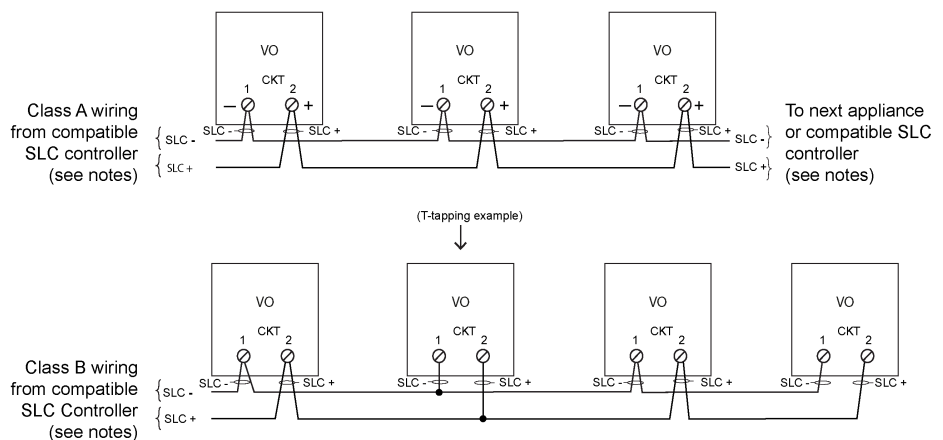 VO VO VO
CKT CKT CKT
1 2 1 2 1 2
— + — + — +
Class A wiring
from compatible
SLC controller
(see notes)
SLC - SLC + SLC - SLC + SLC - SLC +
SLC - SLC -
SLC + SLC +
To next appliance
or compatible SLC
controller
(see notes)
(T-tapping example)
VO VO VO VO
CKT CKT CKT CKT
1 2 1 2 1 2 1 2
Class B wiring
from compatible
SLC Controller
(see notes)
SLC - SLC + SLC - SLC + SLC - SLC + SLC - SLC +
SLC -
SLC +